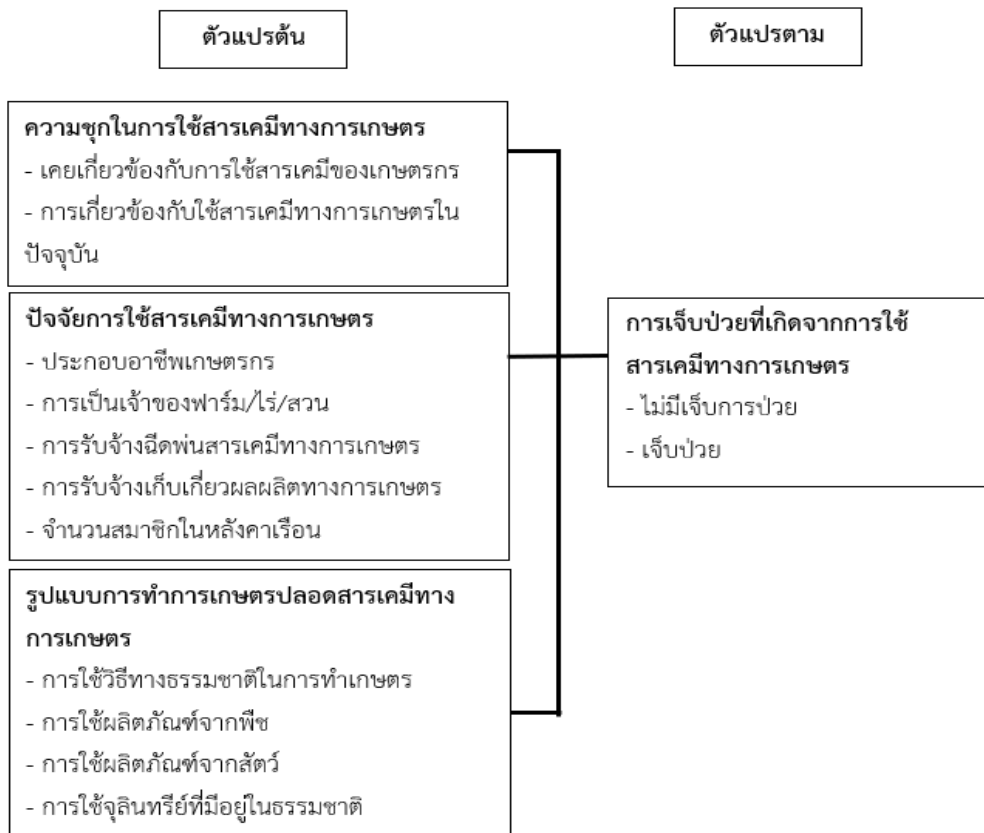 ตัวแปรต้น
ตัวแปรตาม
ความชุกในการใช้สารเคมีทางการเกษตร
- เคยเกี่ยวข้องกับการใช้สารเคมีของเกษตรกร
- การเกี่ยวข้องกับใช้สารเคมีทางการเกษตรใน
ปัจจุบัน
ปัจจัยการใช้สารเคมีทางการเกษตร
- ประกอบอาชีพเกษตรกร
- การเป็นเจ้าของฟาร์ม/ไร่/สวน
- การรับจ้างฉีดพ่นสารเคมีทางการเกษตร
- การรับจ้างเก็บเกี่ยวผลผลิตทางการเกษตร
- จำนวนสมาชิกในหลังคาเรือน
รูปแบบการทำการเกษตรปลอดสารเคมีทาง
การเกษตร
- การใช้วิธีทางธรรมชาติในการทำเกษตร
- การใช้ผลิตภัณฑ์จากพืช
- การใช้ผลิตภัณฑ์จากสัตว์
- การใช้จุลินทรีย์ที่มีอยู่ในธรรมชาติ
การเจ็บป่วยที่เกิดจากการใช้
สารเคมีทางการเกษตร
- ไม่มีเจ็บการป่วย
- เจ็บป่วย